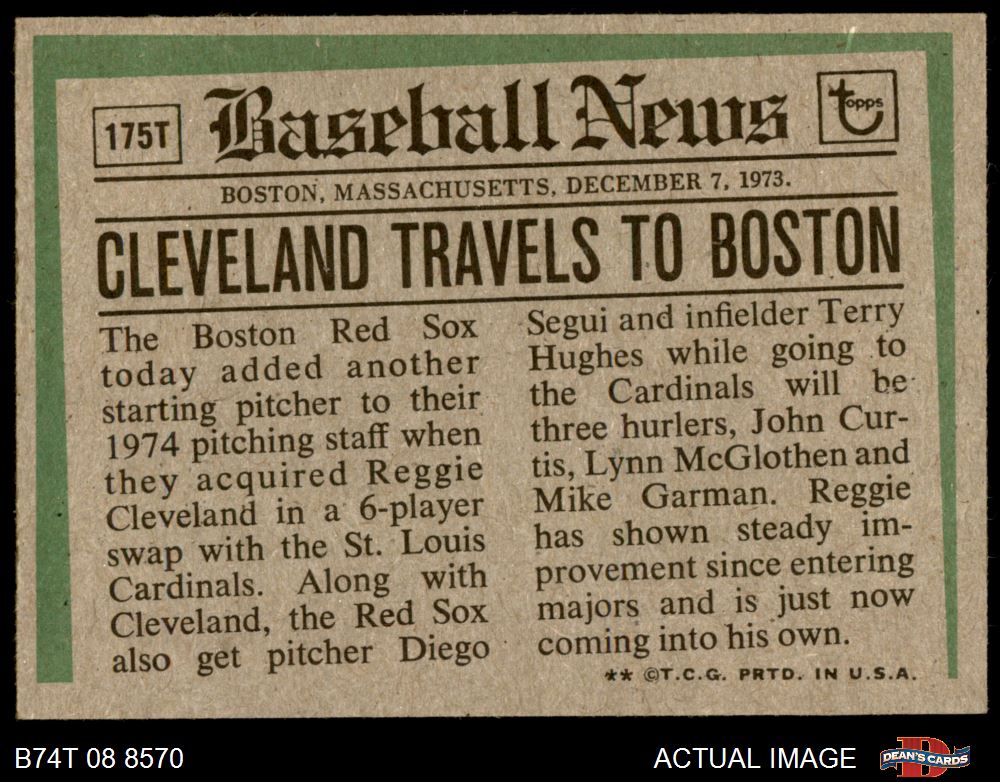 175T
Baseball News
topps
BOSTON, MASSACHUSETTS, DECEMBER 7, 1973.
CLEVELAND TRAVELS TO BOSTON
The Boston Red Sox
today added another
starting pitcher to their
1974 pitching staff when
they acquired Reggie
Cleveland in a 6-player
swap with the St. Louis
Cardinals. Along with
Cleveland, the Red Sox
also get pitcher Diego
Segui and infielder Terry
Hughes while going to
the Cardinals will be
three hurlers, John Cur-
tis, Lynn McGlothen and
Mike Garman. Reggie
has shown steady im-
provement since entering
majors and is just now
coming into his own.
** ©T.C.G. PRTD. IN U.S.A.
B74T 08 8570
ACTUAL IMAGE
D
DEAN'S CARDS